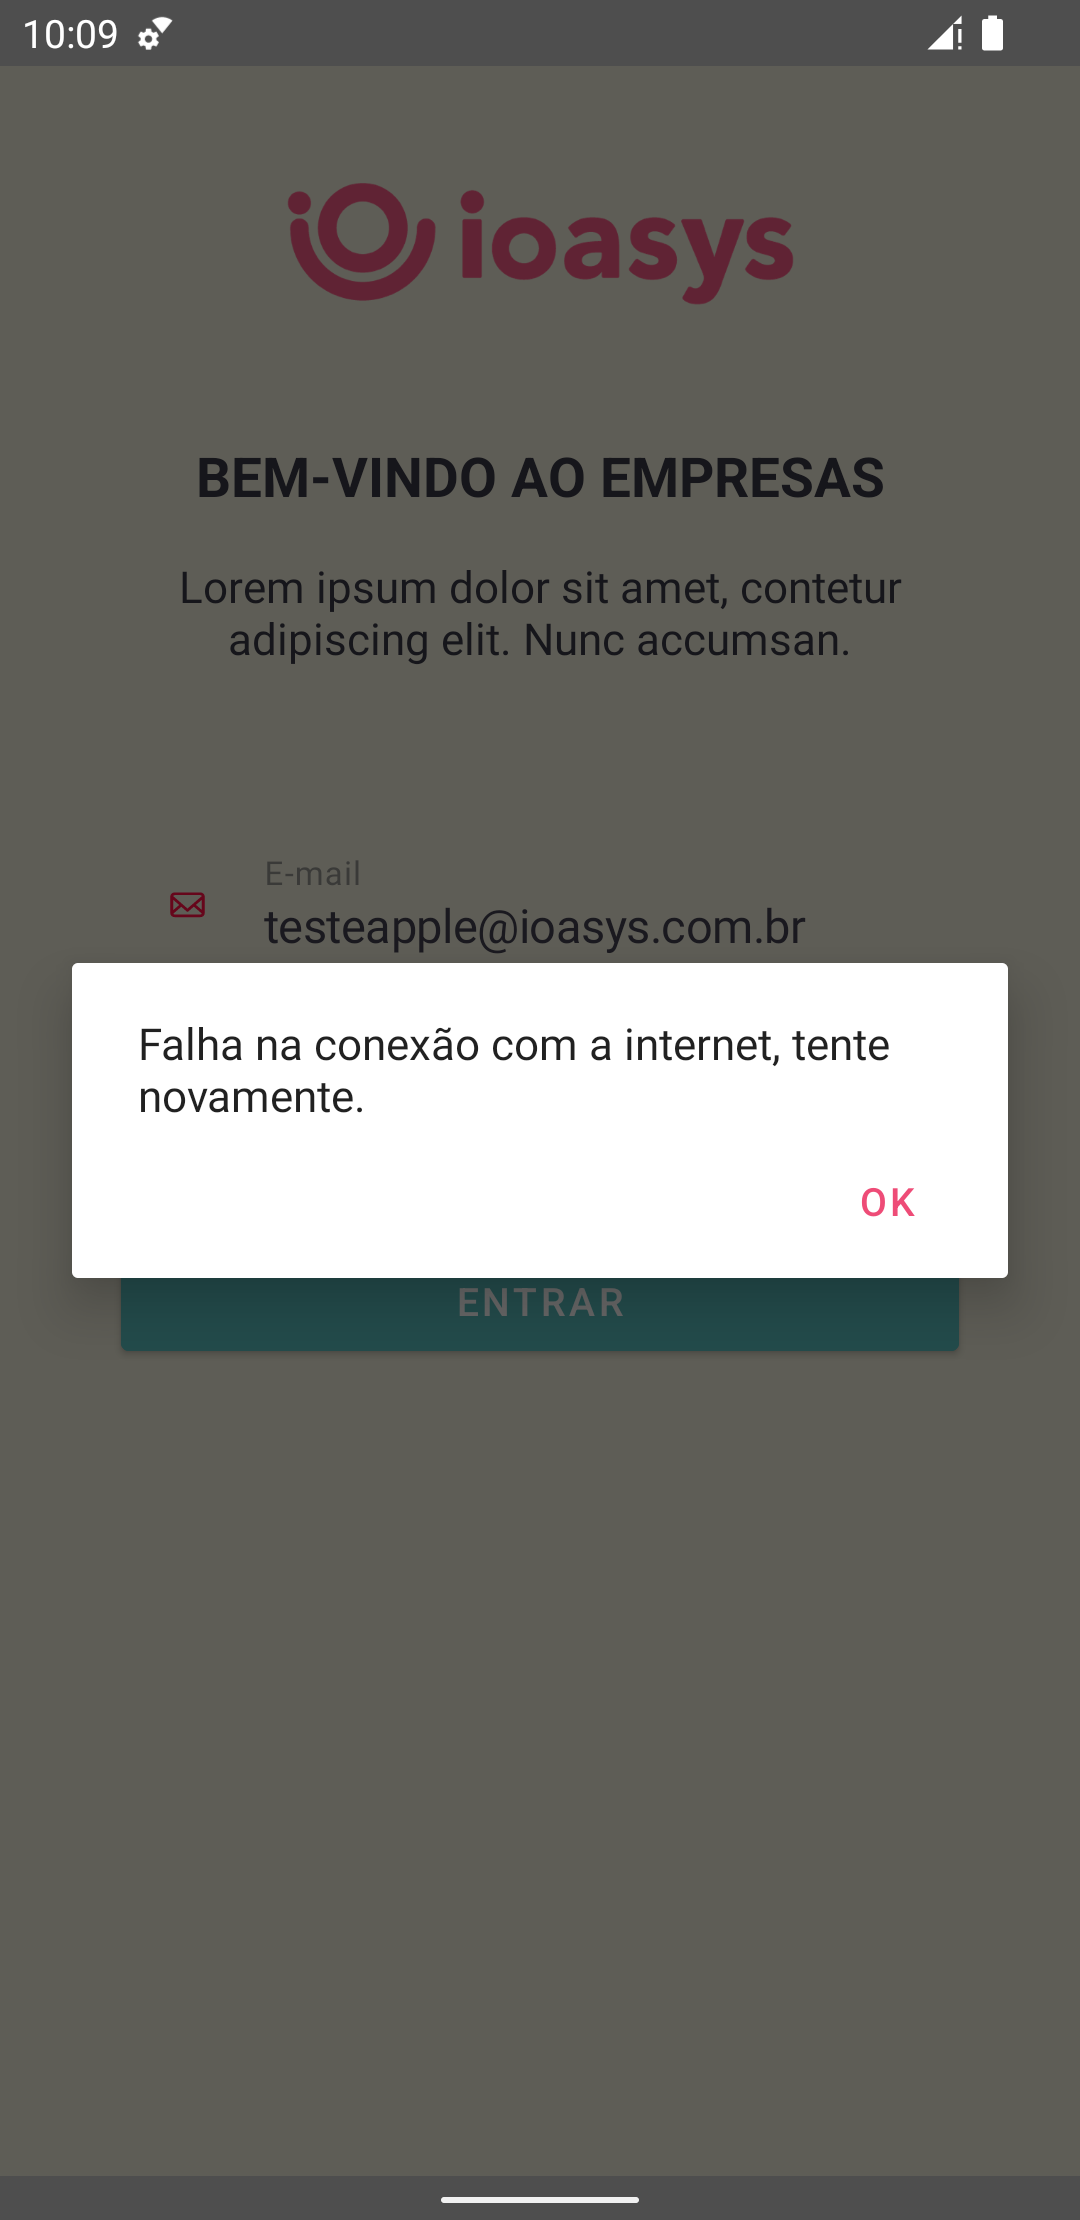 10:09
ioasys
BEM-VINDO AO EMPRESAS
Lorem ipsum dolor sit amet, contetur
adipiscing elit. Nunc accumsan.
E-mail
testeapple@ioasys.com.br
Falha na conexão com a internet, tente
novamente.
OK
ENTRAR